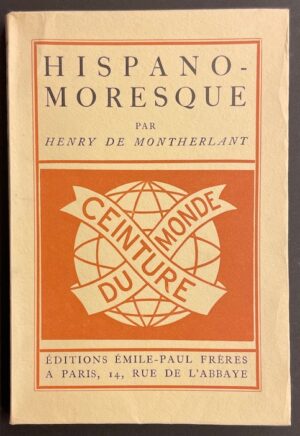 HISPANO-
MORESQUE
PAR
HENRY DE MONTHERLANT
CEINTURE
DU MONDE
ÉDITIONS ÉMILE-PAUL FRÈRES
A PARIS, 14, RUE DE L'ABBAYE